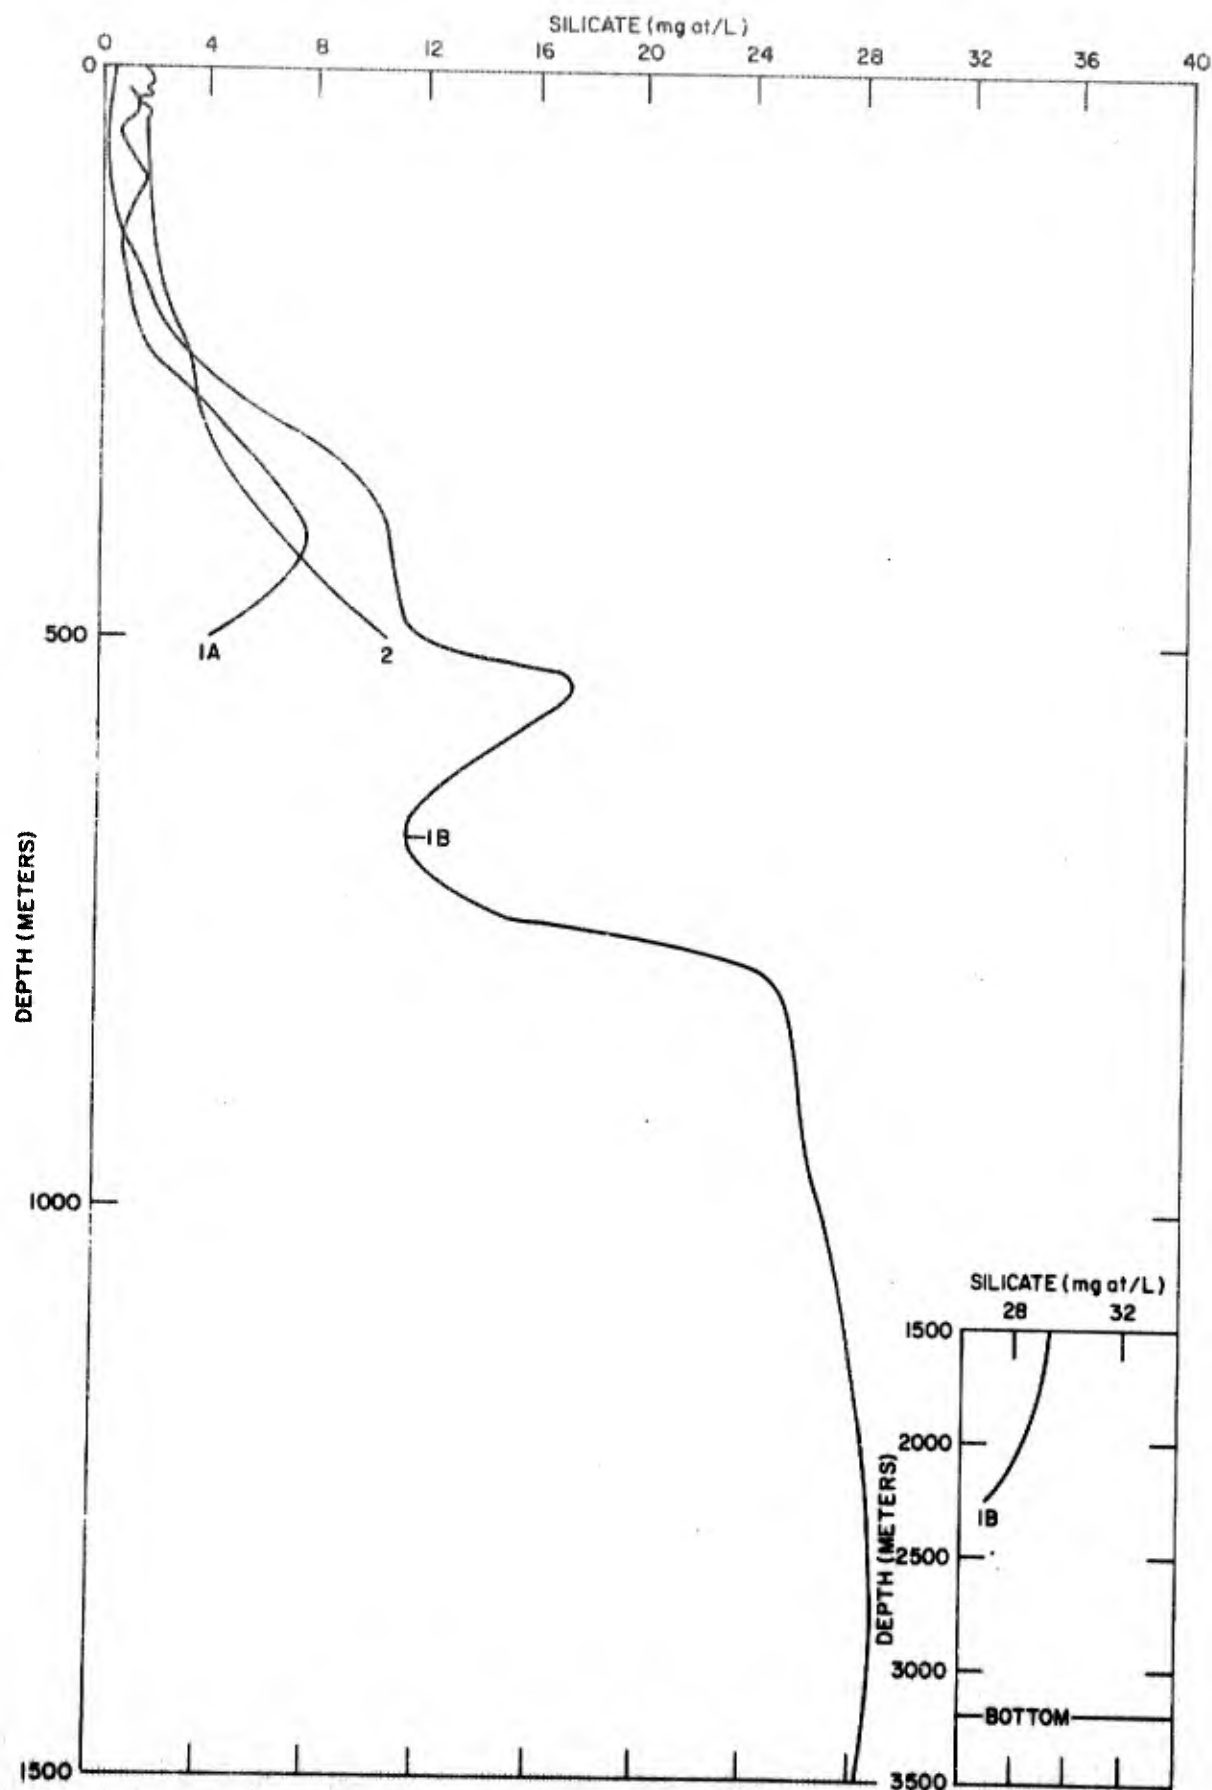 SILICATE (mg at/L)
0 4 8 12 16 20 24 28 32 36 40
0
500
1A
2
1B
DEPTH (METERS)
1000
1500
SILICATE (mg at/L)
28 32
1500
2000
1B
2500
DEPTH (METERS)
3000
BOTTOM
3500